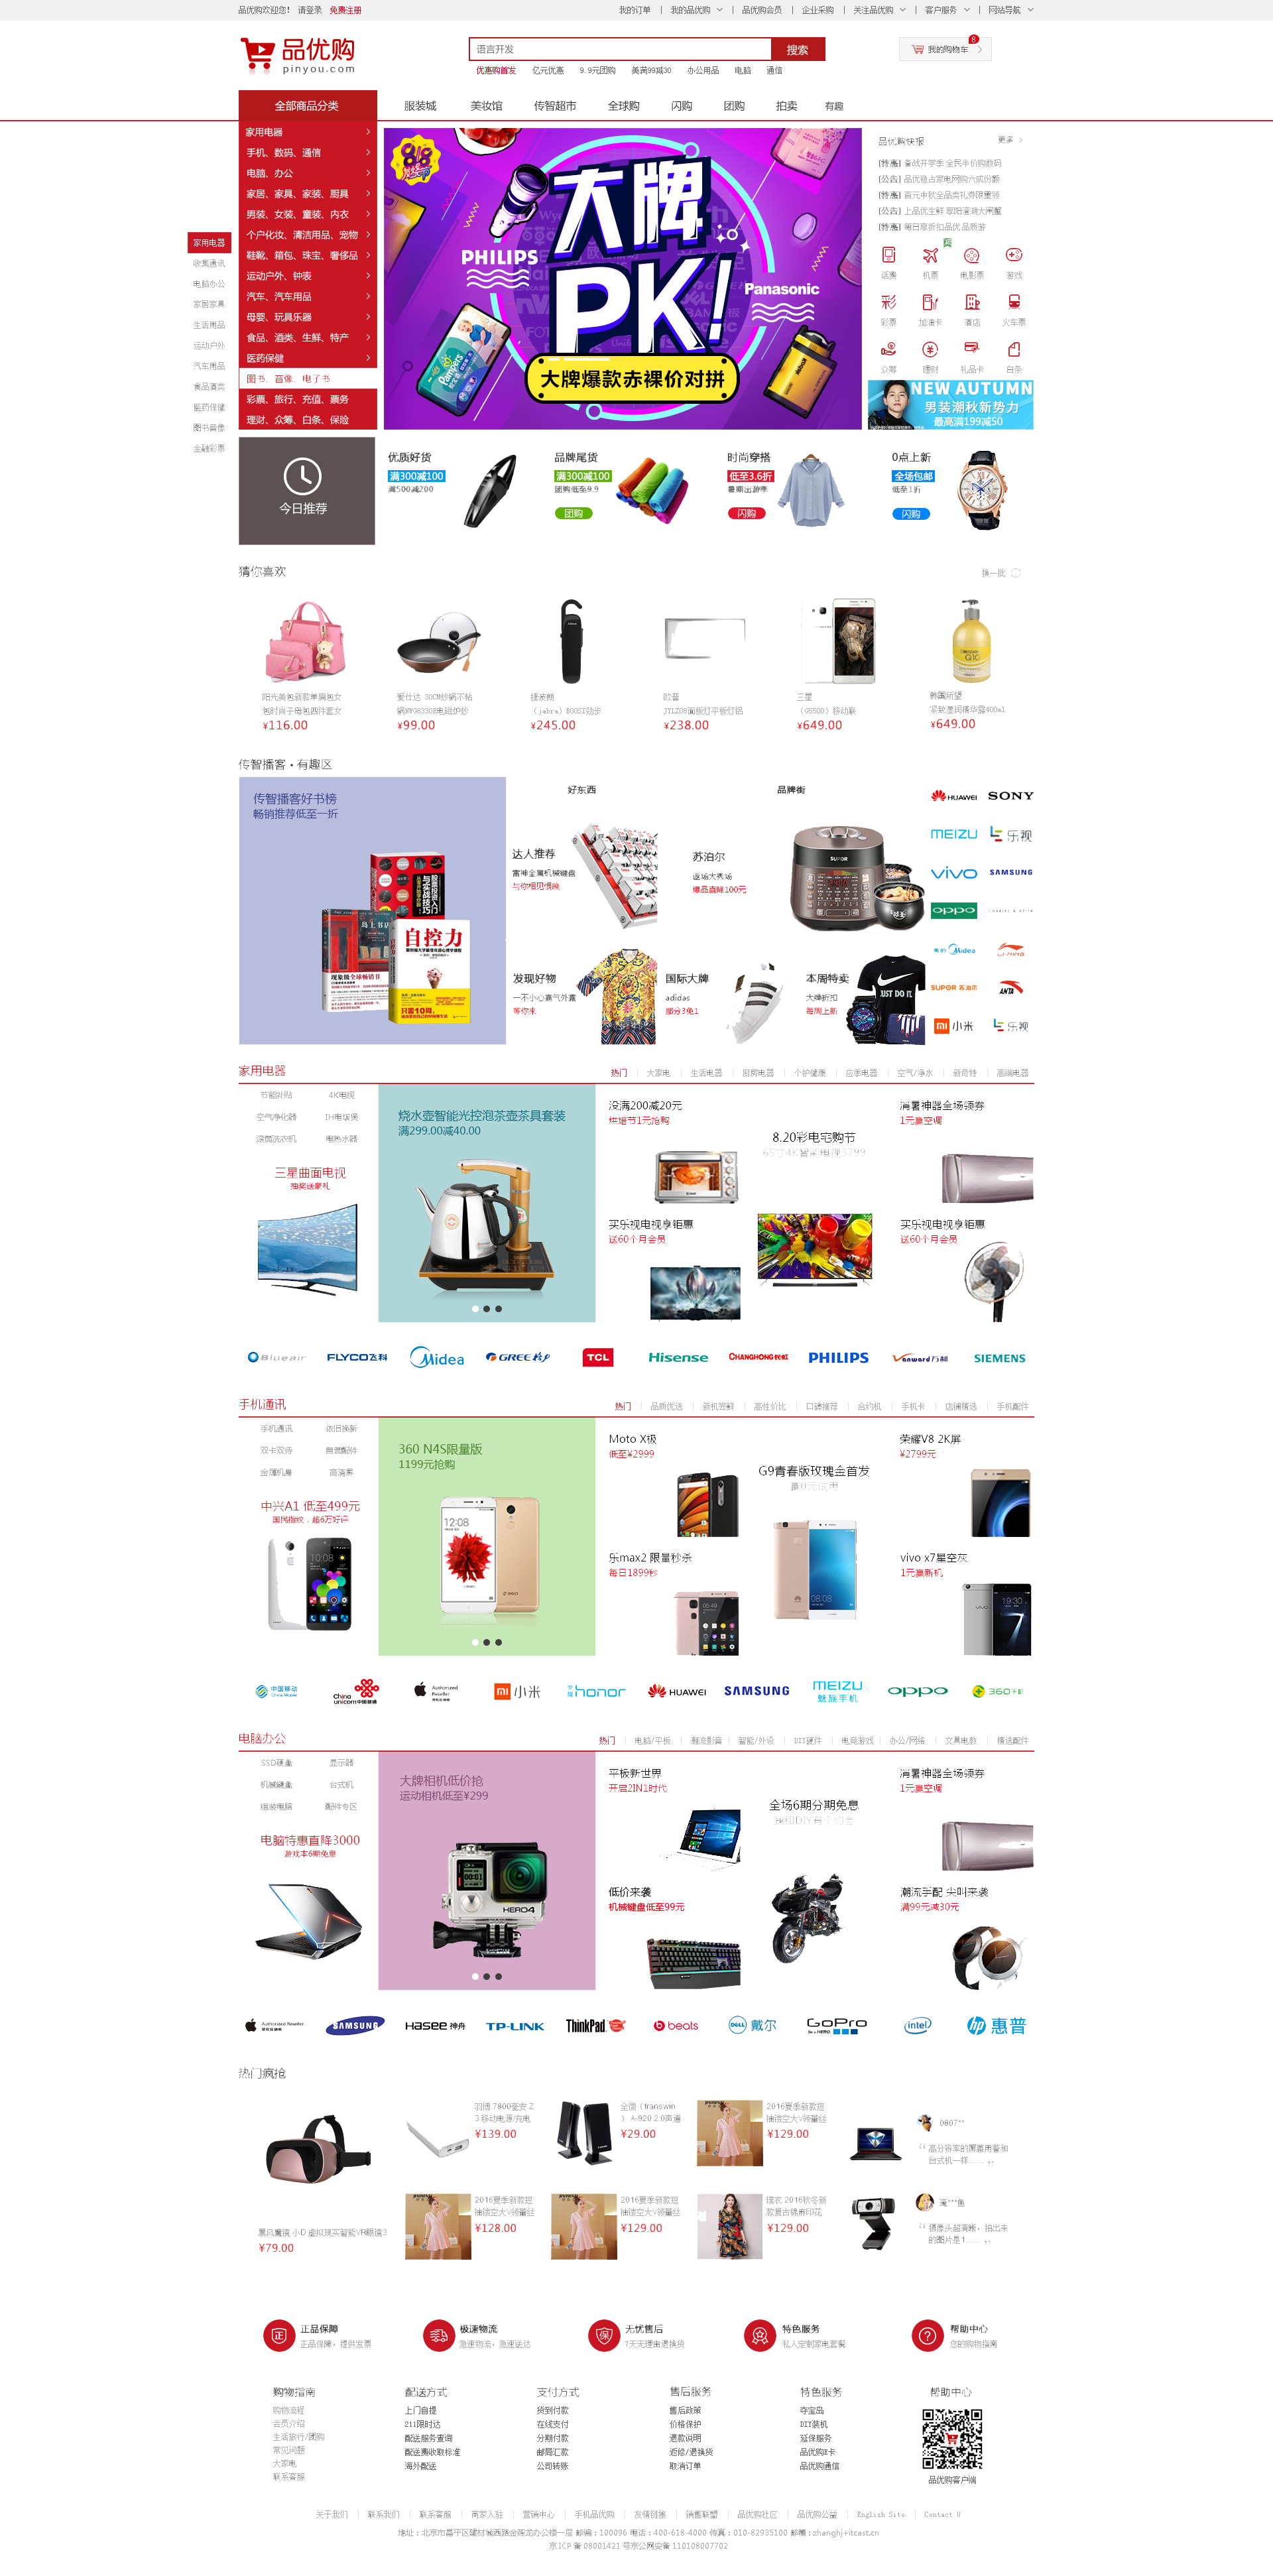 品优购欢迎您! 请登录 免费注册
我的订单 我的品优购 品优购会员 企业采购 关注品优购 客户服务 网站导航
品优购
pinyou.com
语言开发 搜索
8
我的购物车
优惠购首发 亿元优惠 9.9元团购 美满99减30 办公用品 电脑 通信
全部商品分类 服装城 美妆馆 传智超市 全球购 闪购 团购 拍卖 有趣
家用电器
手机、数码、通信
电脑、办公
家居、家具、家装、厨具
男装、女装、童装、内衣
个户化妆、清洁用品、宠物
鞋靴、箱包、珠宝、奢侈品
运动户外、钟表
汽车、汽车用品
母婴、玩具乐器
食品、酒类、生鲜、特产
医药保健
图书、音像、电子书
彩票、旅行、充值、票务
理财、众筹、白条、保险
家用电器
收集通讯
电脑办公
家居家具
生活用品
运动户外
汽车用品
食品酒类
医药保健
图书音像
金融彩票
大牌
PK!
PHILIPS
Panasonic
Pampers
大牌爆款赤裸价对拼
品优购快报 更多
[特惠] 备战开学季 全民半价购数码
[公告] 品优稳占家电网购六成份额
[特惠] 百元中秋全品类礼券限量领
[公告] 上品优生鲜 享阳澄湖大闸蟹
[特惠] 每日享折扣品优品质游
话费 机票 电影票 游戏
彩票 加油卡 酒店 火车票
众筹 理财 礼品卡 白条
NEW AUTUMN
男装潮秋新势力
最高满199减50
今日推荐
优质好货
满300减100
满500减200
品牌尾货
满300减100
团购低至9.9
团购
时尚穿搭
低至3.6折
暑期出游季
闪购
0点上新
全场包邮
低至1折
闪购
猜你喜欢 换一批
阳光美包新款单肩包女
包时尚子母包四件套女
¥116.00
爱仕达 30CM炒锅不粘
锅WG8330E电磁炉炒
¥99.00
捷波朗
（jabra）BOOST劲步
¥245.00
欧普
JYLZ08面板灯平板灯铝
¥238.00
三星
（G5500）移动联
¥649.00
韩国所望
紧致湿润精华露400ml
¥649.00
传智播客·有趣区
传智播客好书榜
畅销推荐低至一折
自控力
好东西
品牌街
达人推荐
雷神金属机械键盘
与你相见恨晚
苏泊尔
返场大秀场
爆品直降100元
发现好物
一不小心霸气外露
等你来
国际大牌
adidas
部分3免1
本周特卖
大牌折扣
每周上新
JUST DO IT
HUAWEI SONY
MEIZU 乐视
vivo SAMSUNG
OPPO CHARLES & KEITH
美的 Midea LI-NING
SUPOR 苏泊尔 ANTA
小米 乐视
家用电器
热门 大家电 生活电器 厨房电器 个护健康 应季电器 空气/净水 新奇特 高端电器
节能补贴 4K电视
空气净化器 IH电饭煲
滚筒洗衣机 电热水器
三星曲面电视
抽奖送豪礼
烧水壶智能光控泡茶壶茶具套装
满299.00减40.00
没满200减20元
烘焙节1元抢购
8.20彩电宅购节
65寸4K智能电视3799
消暑神器全场领券
1元赢空调
买乐视电视享钜惠
送60个月会员
买乐视电视享钜惠
送60个月会员
Blueair FLYCO飞科 Midea GREE格力 TCL Hisense CHANGHONG长虹 PHILIPS Vanward万和 SIEMENS
手机通讯
热门 品质优选 新机尝鲜 高性价比 口碑推荐 合约机 手机卡 店铺精选 手机配件
手机通讯 依旧换新
双卡双待 自营配件
金属机身 高清屏
中兴A1 低至499元
国民指纹，超6万好评
360 N4S限量版
1199元抢购
12:08
Moto X极
低至¥2999
G9青春版玫瑰金首发
赢0元试用
荣耀V8 2K屏
¥2799元
乐max2 限量秒杀
每日1899秒
vivo x7星空灰
1元赢新机
中国移动 China Mobile China unicom中国联通 Authorized Reseller 小米 荣耀honor HUAWEI SAMSUNG MEIZU 魅族手机 OPPO 360手机
电脑办公
热门 电脑/平板 潮流影音 智能/外设 DIY硬件 电竞游戏 办公/网络 文具电教 精选配件
SSD硬盘 显示器
机械键盘 台式机
组装电脑 配件专区
电脑特惠直降3000
游戏本6期免息
大牌相机低价抢
运动相机低至¥299
HERO4
平板新世界
开启2IN1时代
全场6期分期免息
我和DIY有个约会
消暑神器全场领券
1元赢空调
低价来袭
机械键盘低至99元
潮流手配 尖叫来袭
满99元减30元
Authorized Reseller SAMSUNG Hasee 神舟 TP-LINK ThinkPad beats DELL 戴尔 GoPro Be a HERO. intel hp 惠普
热门疯抢
暴风魔镜 小D 虚拟现实智能VR眼镜3
¥79.00
羽博 7800毫安 Z
3 移动电源/充电
¥139.00
全微（transwin
） A-920 2.0声道
¥29.00
2016夏季新款短
袖镂空大V领蕾丝
¥129.00
2016夏季新款短
袖镂空大V领蕾丝
¥128.00
2016夏季新款短
袖镂空大V领蕾丝
¥129.00
璞衣 2016秋冬新
款复古棉麻印花
¥129.00
0807**
“ 高分辨率的屏幕用着和
台式机一样...... ”
湾***鱼
“ 摄像头超清晰，拍出来
的图片是1...... ”
正品保障
正品保障，提供发票
极速物流
急速物流，急速送达
无忧售后
7天无理由退换货
特色服务
私人定制家电套餐
帮助中心
您的购物指南
购物指南
购物流程
会员介绍
生活旅行/团购
常见问题
大家电
联系客服
配送方式
上门自提
211限时达
配送服务查询
配送费收取标准
海外配送
支付方式
货到付款
在线支付
分期付款
邮局汇款
公司转账
售后服务
售后政策
价格保护
退款说明
返修/退换货
取消订单
特色服务
夺宝岛
DIY装机
延保服务
品优购E卡
品优购通信
帮助中心
品优购客户端
关于我们 联系我们 联系客服 商家入驻 营销中心 手机品优购 友情链接 销售联盟 品优购社区 品优购公益 English Site Contact U
地址：北京市昌平区建材城西路金燕龙办公楼一层 邮编：100096 电话：400-618-4000 传真：010-82935100 邮箱：zhanghj+itcast.cn
京ICP备08001421号京公网安备110108007702